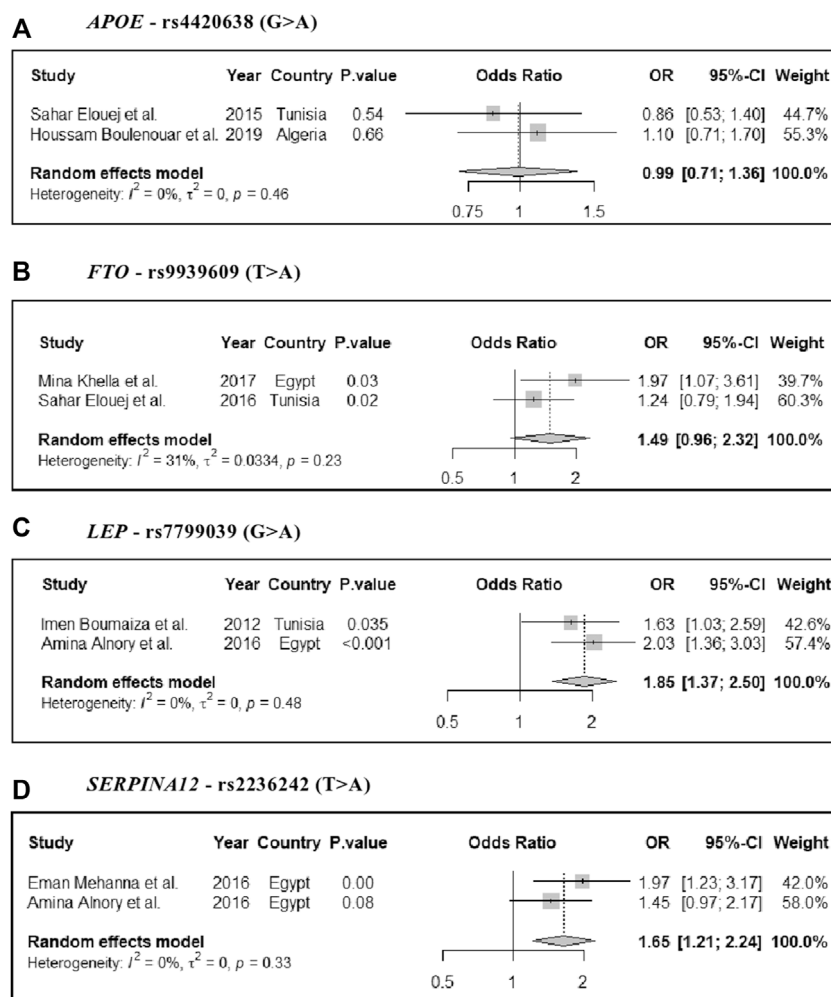 A APOE - rs4420638 (G>A)
Study Year Country P.value Odds Ratio OR 95%-CI Weight
Sahar Elouej et al. 2015 Tunisia 0.54 0.86 [0.53; 1.40] 44.7%
Houssam Boulenouar et al. 2019 Algeria 0.66 1.10 [0.71; 1.70] 55.3%
Random effects model 0.99 [0.71; 1.36] 100.0%
Heterogeneity: I² = 0%, τ² = 0, p = 0.46
0.75 1 1.5
B FTO - rs9939609 (T>A)
Study Year Country P.value Odds Ratio OR 95%-CI Weight
Mina Khella et al. 2017 Egypt 0.03 1.97 [1.07; 3.61] 39.7%
Sahar Elouej et al. 2016 Tunisia 0.02 1.24 [0.79; 1.94] 60.3%
Random effects model 1.49 [0.96; 2.32] 100.0%
Heterogeneity: I² = 31%, τ² = 0.0334, p = 0.23
0.5 1 2
C LEP - rs7799039 (G>A)
Study Year Country P.value Odds Ratio OR 95%-CI Weight
Imen Boumaiza et al. 2012 Tunisia 0.035 1.63 [1.03; 2.59] 42.6%
Amina Alnory et al. 2016 Egypt <0.001 2.03 [1.36; 3.03] 57.4%
Random effects model 1.85 [1.37; 2.50] 100.0%
Heterogeneity: I² = 0%, τ² = 0, p = 0.48
0.5 1 2
D SERPINA12 - rs2236242 (T>A)
Study Year Country P.value Odds Ratio OR 95%-CI Weight
Eman Mehanna et al. 2016 Egypt 0.00 1.97 [1.23; 3.17] 42.0%
Amina Alnory et al. 2016 Egypt 0.08 1.45 [0.97; 2.17] 58.0%
Random effects model 1.65 [1.21; 2.24] 100.0%
Heterogeneity: I² = 0%, τ² = 0, p = 0.33
0.5 1 2